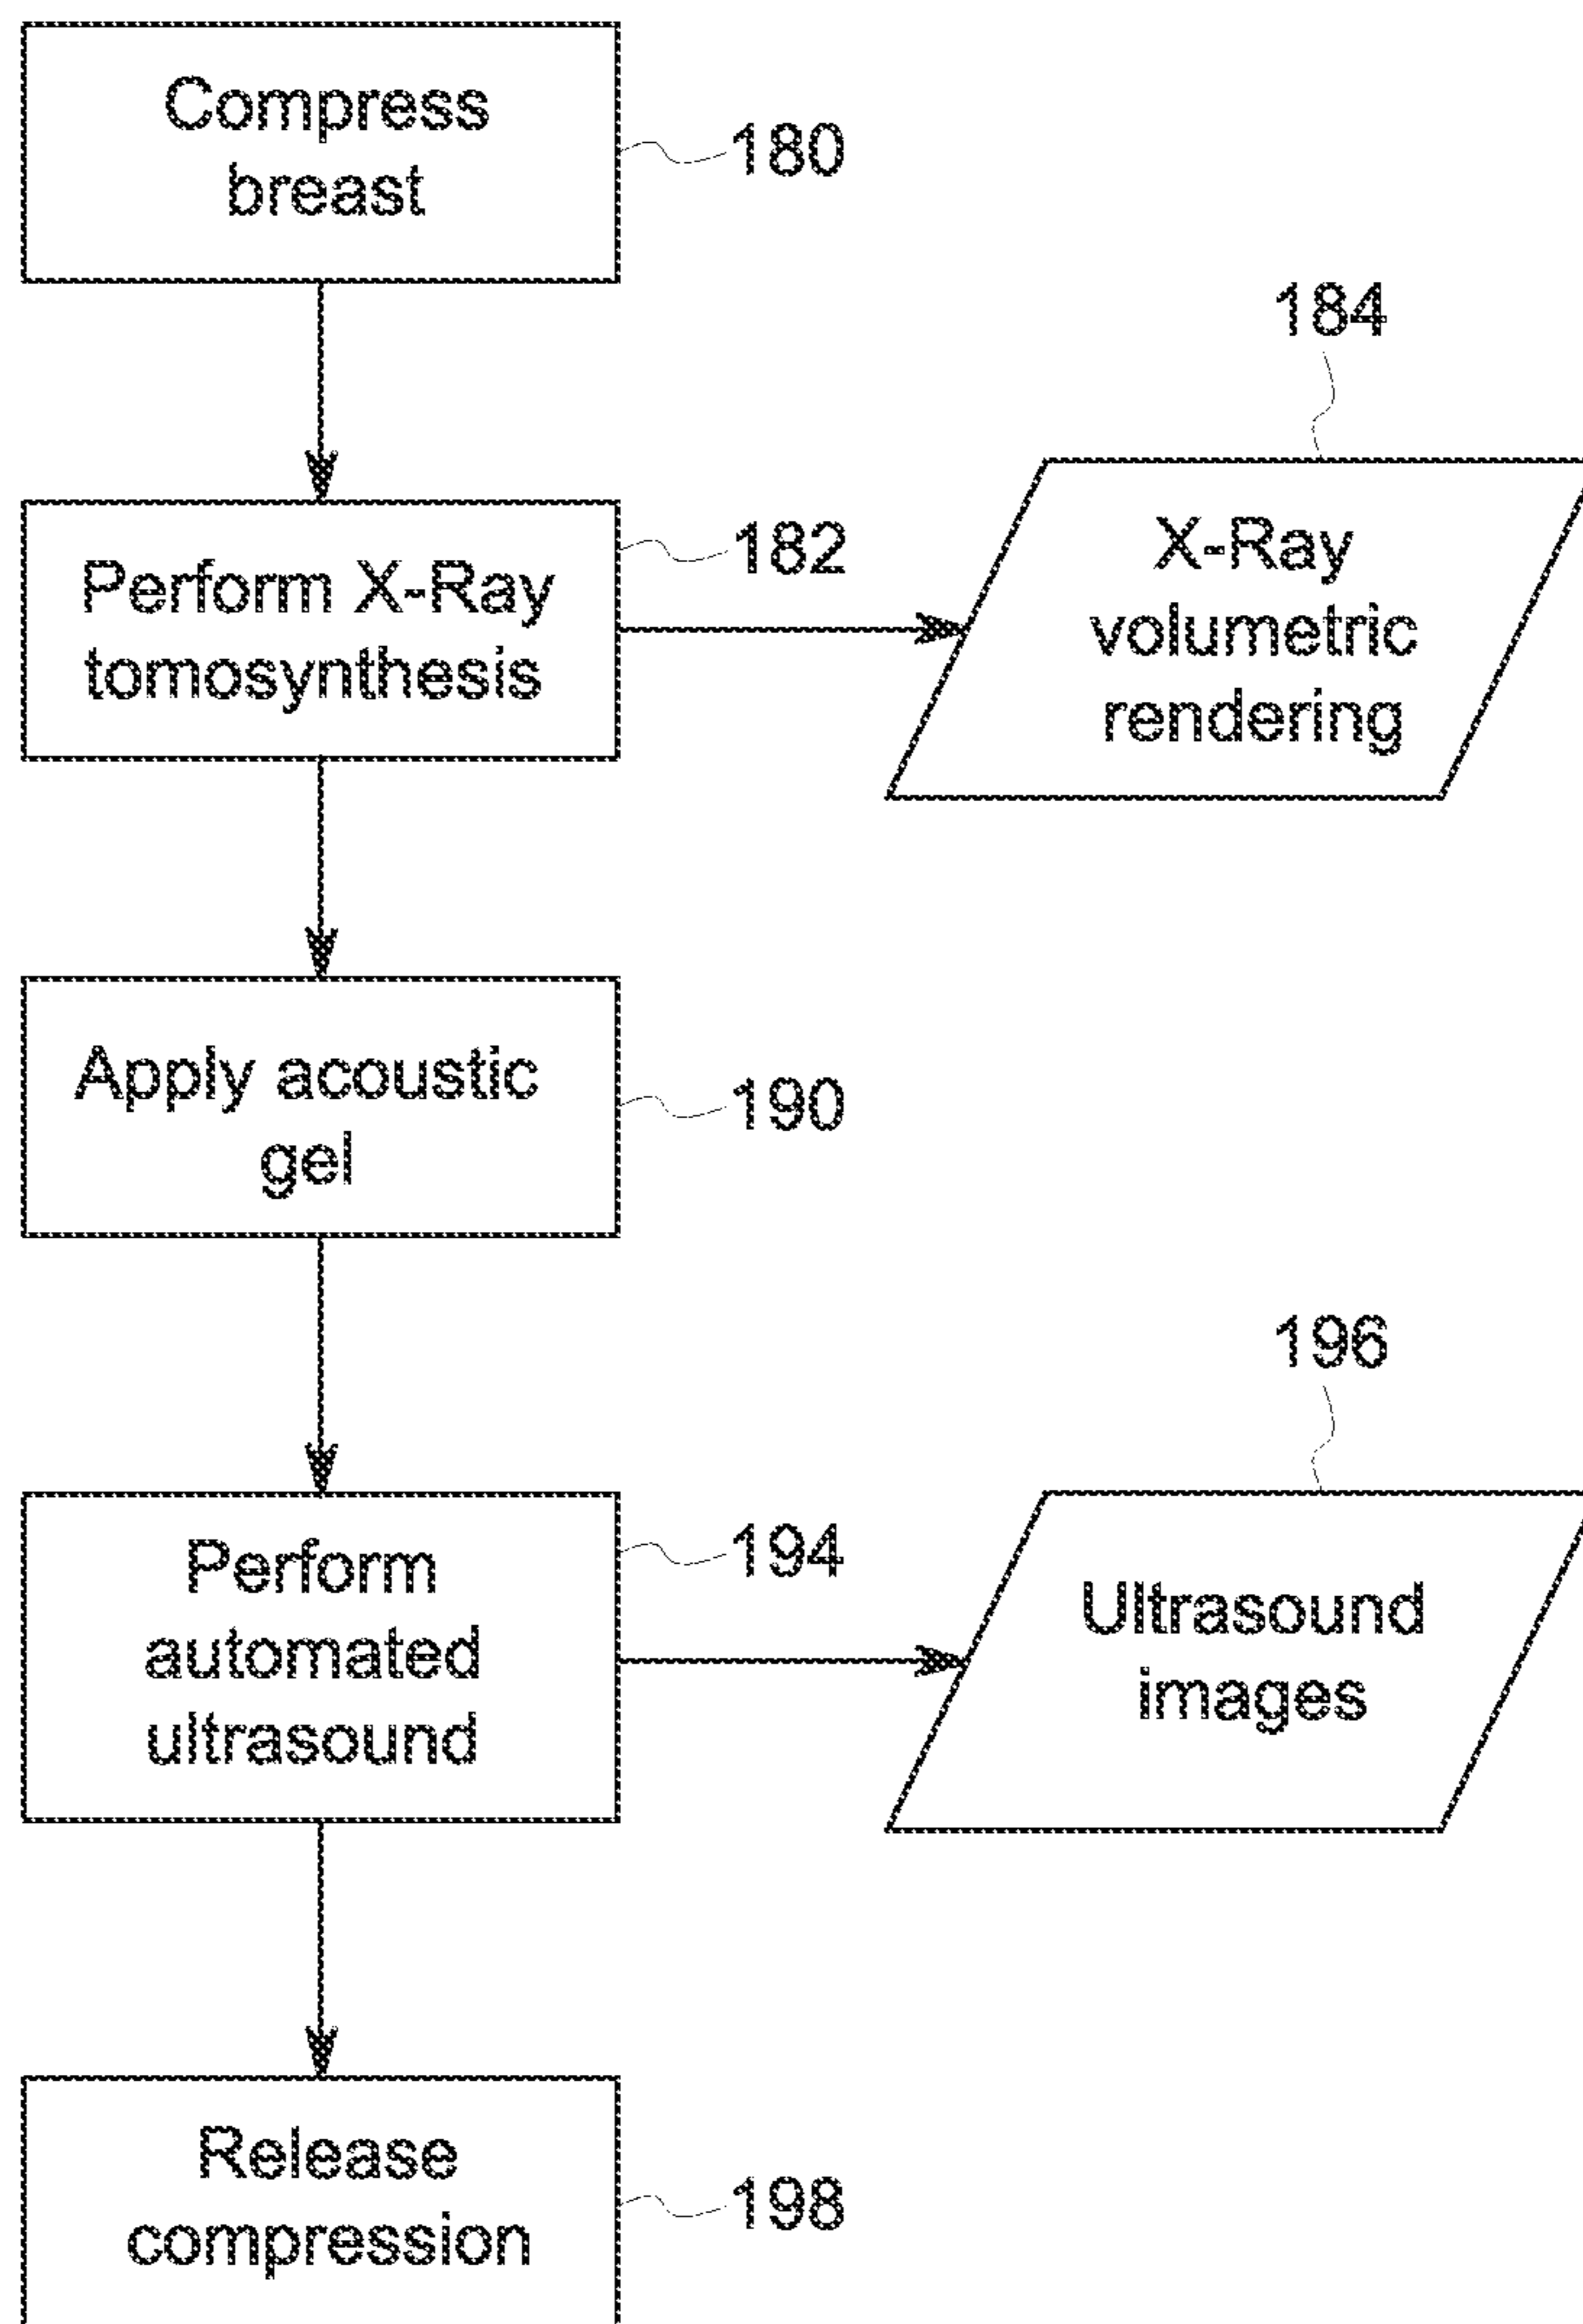 Compress
breast
180
184
Perform X-Ray
tomosynthesis
182
X-Ray
volumetric
rendering
Apply acoustic
gel
190
196
Perform
automated
ultrasound
194
Ultrasound
images
Release
compression
198